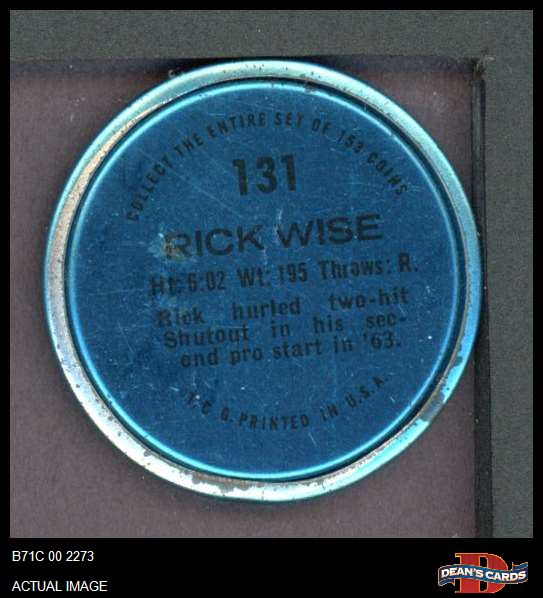 COLLECT THE ENTIRE SET OF 153 COINS
131
RICK WISE
Ht: 6:02 Wt: 195 Throws: R.
Rick hurled two-hit
Shutout in his sec-
ond pro start in '63.
T. C. G. PRINTED IN U.S.A.
B71C 00 2273
ACTUAL IMAGE
D
DEAN'S CARDS